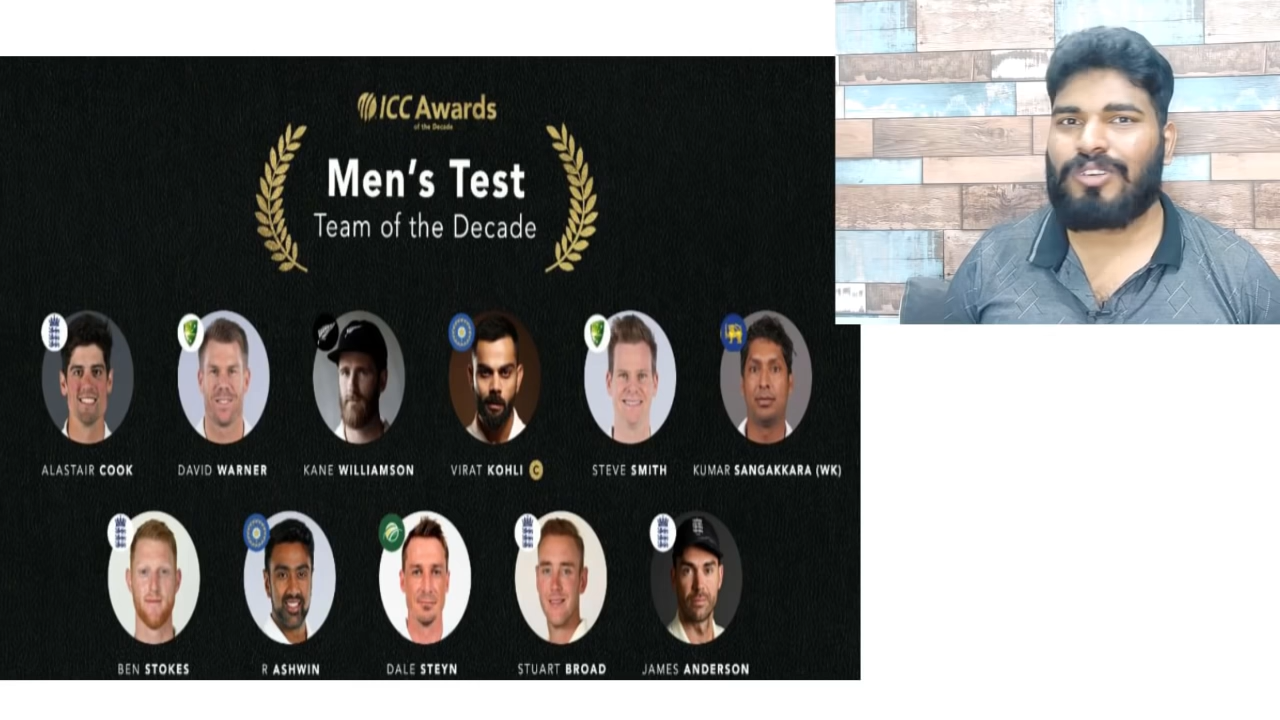 ICC Awards
of the Decade
Men's Test
Team of the Decade
ALASTAIR COOK DAVID WARNER KANE WILLIAMSON VIRAT KOHLI C STEVE SMITH KUMAR SANGAKKARA (WK)
BEN STOKES R ASHWIN DALE STEYN STUART BROAD JAMES ANDERSON